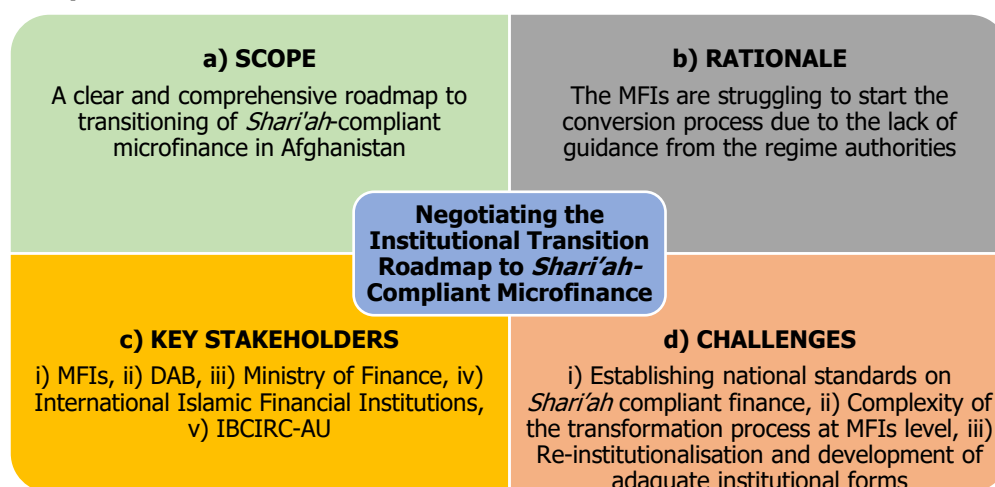 a) SCOPE
A clear and comprehensive roadmap to
transitioning of Shari'ah-compliant
microfinance in Afghanistan
b) RATIONALE
The MFIs are struggling to start the
conversion process due to the lack of
guidance from the regime authorities
Negotiating the
Institutional Transition
Roadmap to Shari’ah-
Compliant Microfinance
c) KEY STAKEHOLDERS
i) MFIs, ii) DAB, iii) Ministry of Finance, iv)
International Islamic Financial Institutions,
v) IBCIRC-AU
d) CHALLENGES
i) Establishing national standards on
Shari’ah compliant finance, ii) Complexity of
the transformation process at MFIs level, iii)
Re-institutionalisation and development of
adaquate institutional forms